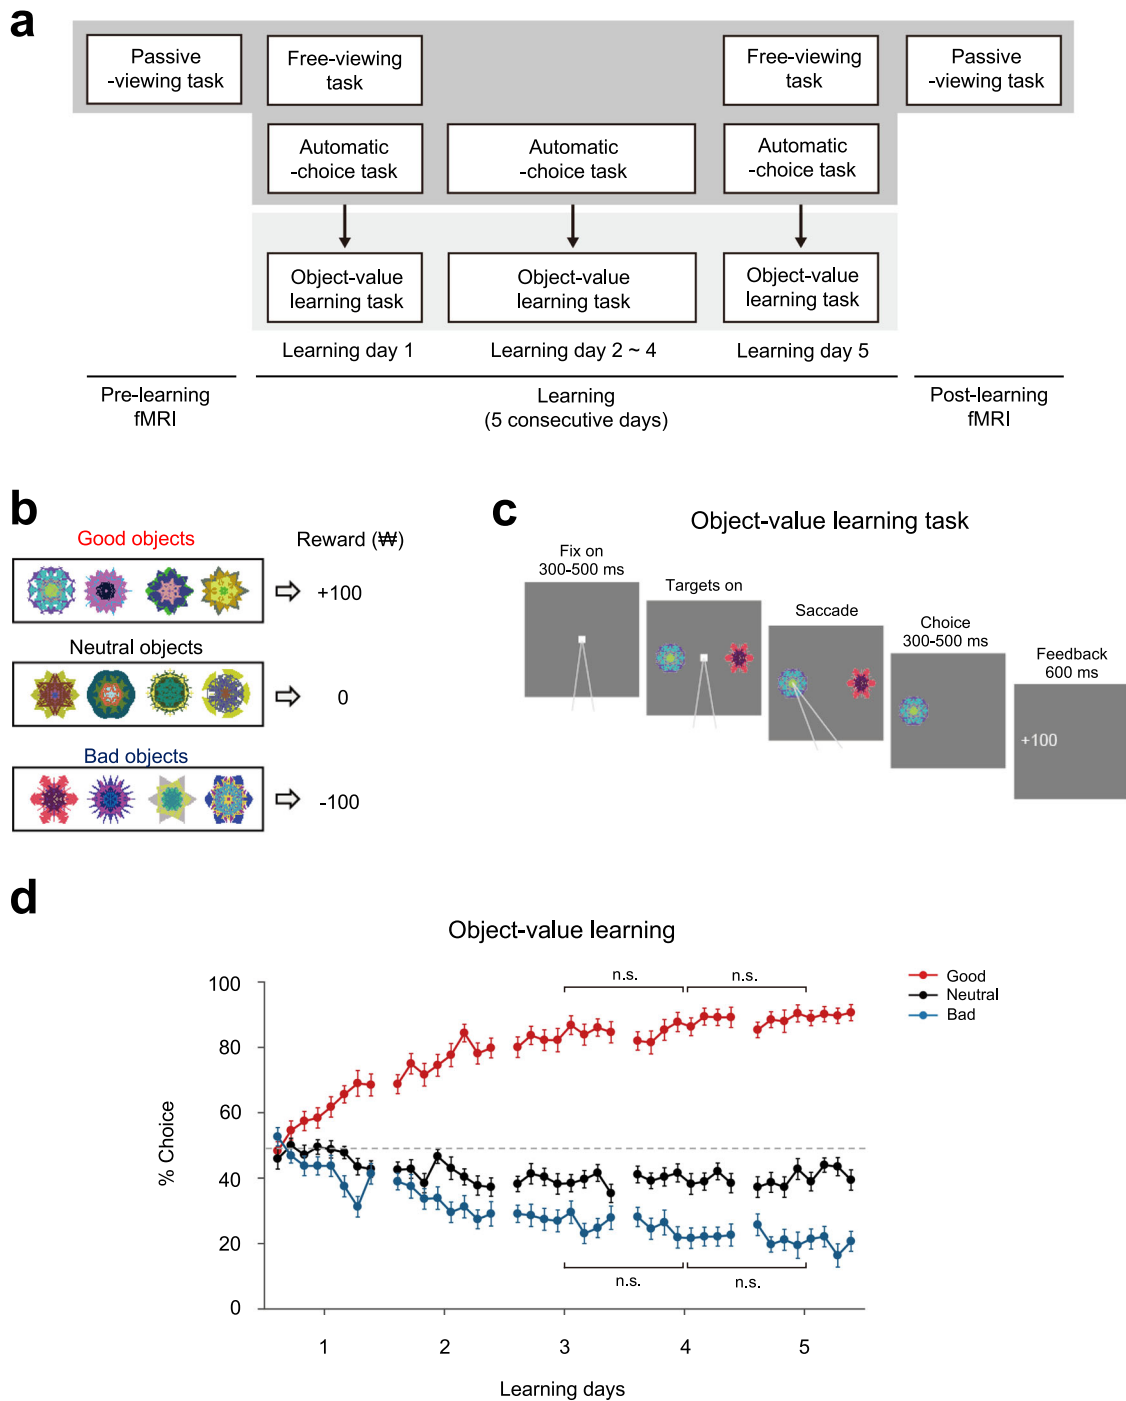 a
Passive
-viewing task
Free-viewing
task
Free-viewing
task
Passive
-viewing task
Automatic
-choice task
Automatic
-choice task
Automatic
-choice task
Object-value
learning task
Object-value
learning task
Object-value
learning task
Learning day 1
Learning day 2 ~ 4
Learning day 5
Pre-learning
fMRI
Learning
(5 consecutive days)
Post-learning
fMRI
b
Good objects
Reward (₩)
+100
Neutral objects
0
Bad objects
-100
c
Object-value learning task
Fix on
300-500 ms
Targets on
Saccade
Choice
300-500 ms
Feedback
600 ms
+100
d
Object-value learning
n.s.
n.s.
Good
Neutral
Bad
% Choice
100
80
60
40
20
0
n.s.
n.s.
1
2
3
4
5
Learning days